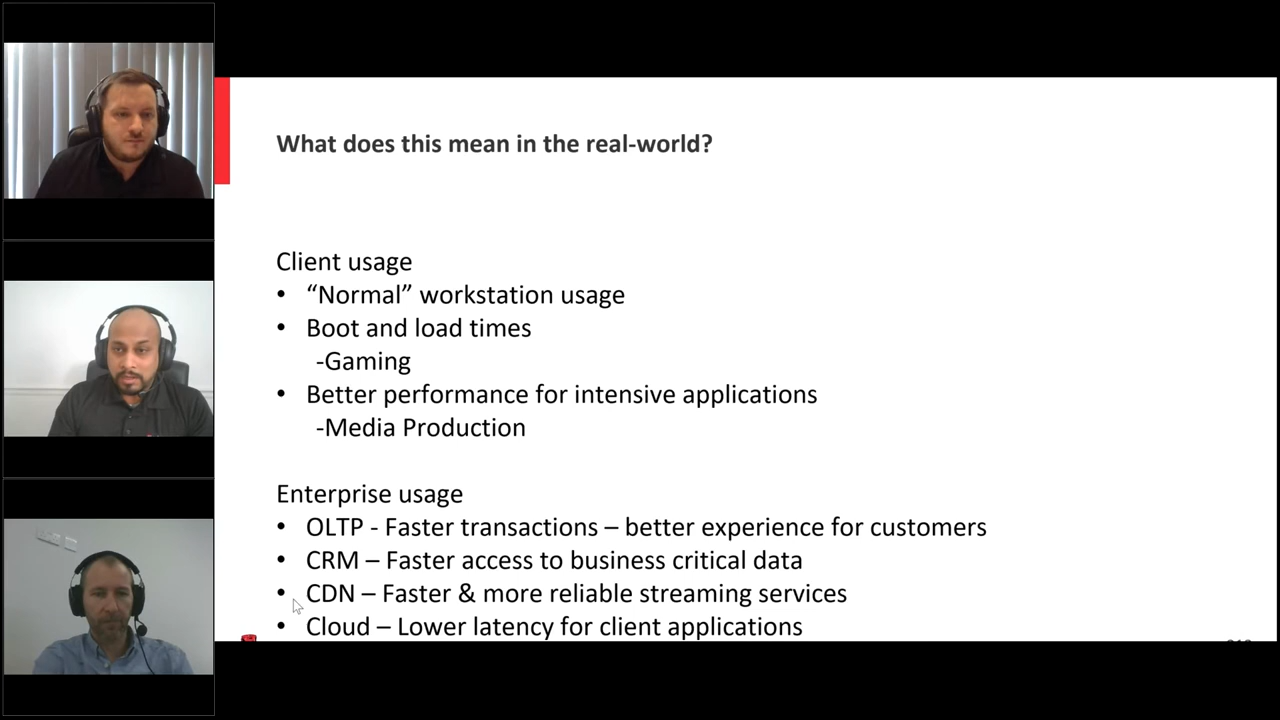 What does this mean in the real-world?
Client usage
• “Normal” workstation usage
• Boot and load times
-Gaming
• Better performance for intensive applications
-Media Production
Enterprise usage
• OLTP - Faster transactions – better experience for customers
• CRM – Faster access to business critical data
• CDN – Faster & more reliable streaming services
• Cloud – Lower latency for client applications